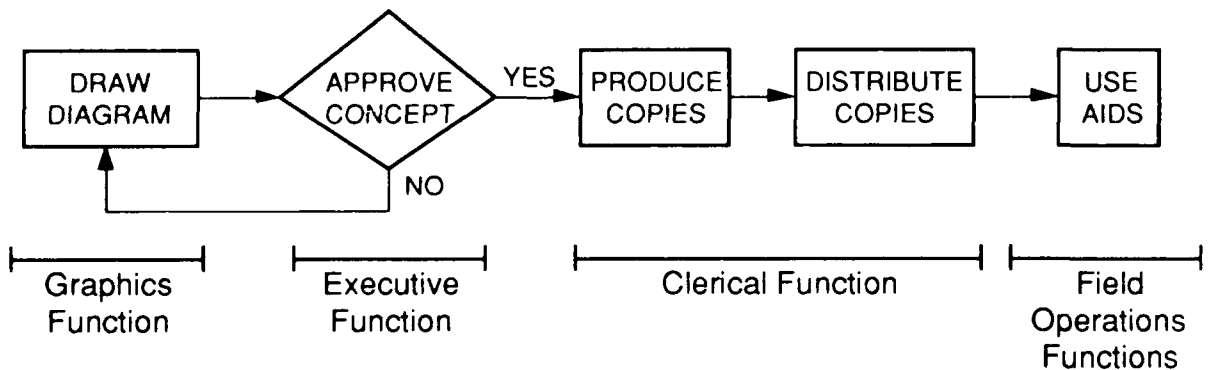 DRAW
DIAGRAM
APPROVE
CONCEPT
YES
PRODUCE
COPIES
DISTRIBUTE
COPIES
USE
AIDS
NO
Graphics
Function
Executive
Function
Clerical Function
Field
Operations
Functions